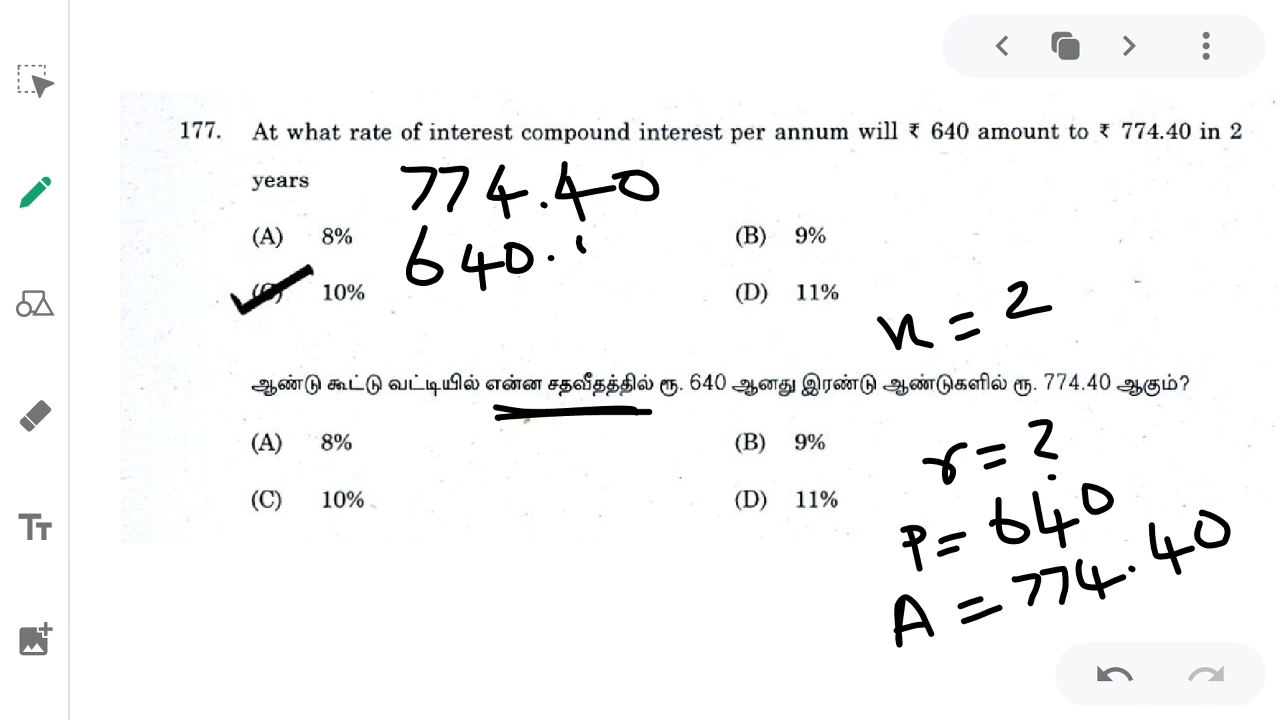 177. At what rate of interest compound interest per annum will ₹ 640 amount to ₹ 774.40 in 2
years
774.40
(A) 8% (B) 9%
640.
(C) 10% (D) 11%
n = 2
ஆண்டு கூட்டு வட்டியில் என்ன சதவீதத்தில் ரூ. 640 ஆனது இரண்டு ஆண்டுகளில் ரூ. 774.40 ஆகும்?
(A) 8% (B) 9%
r = ?
(C) 10% (D) 11%
P = 640
A = 774.40
TT